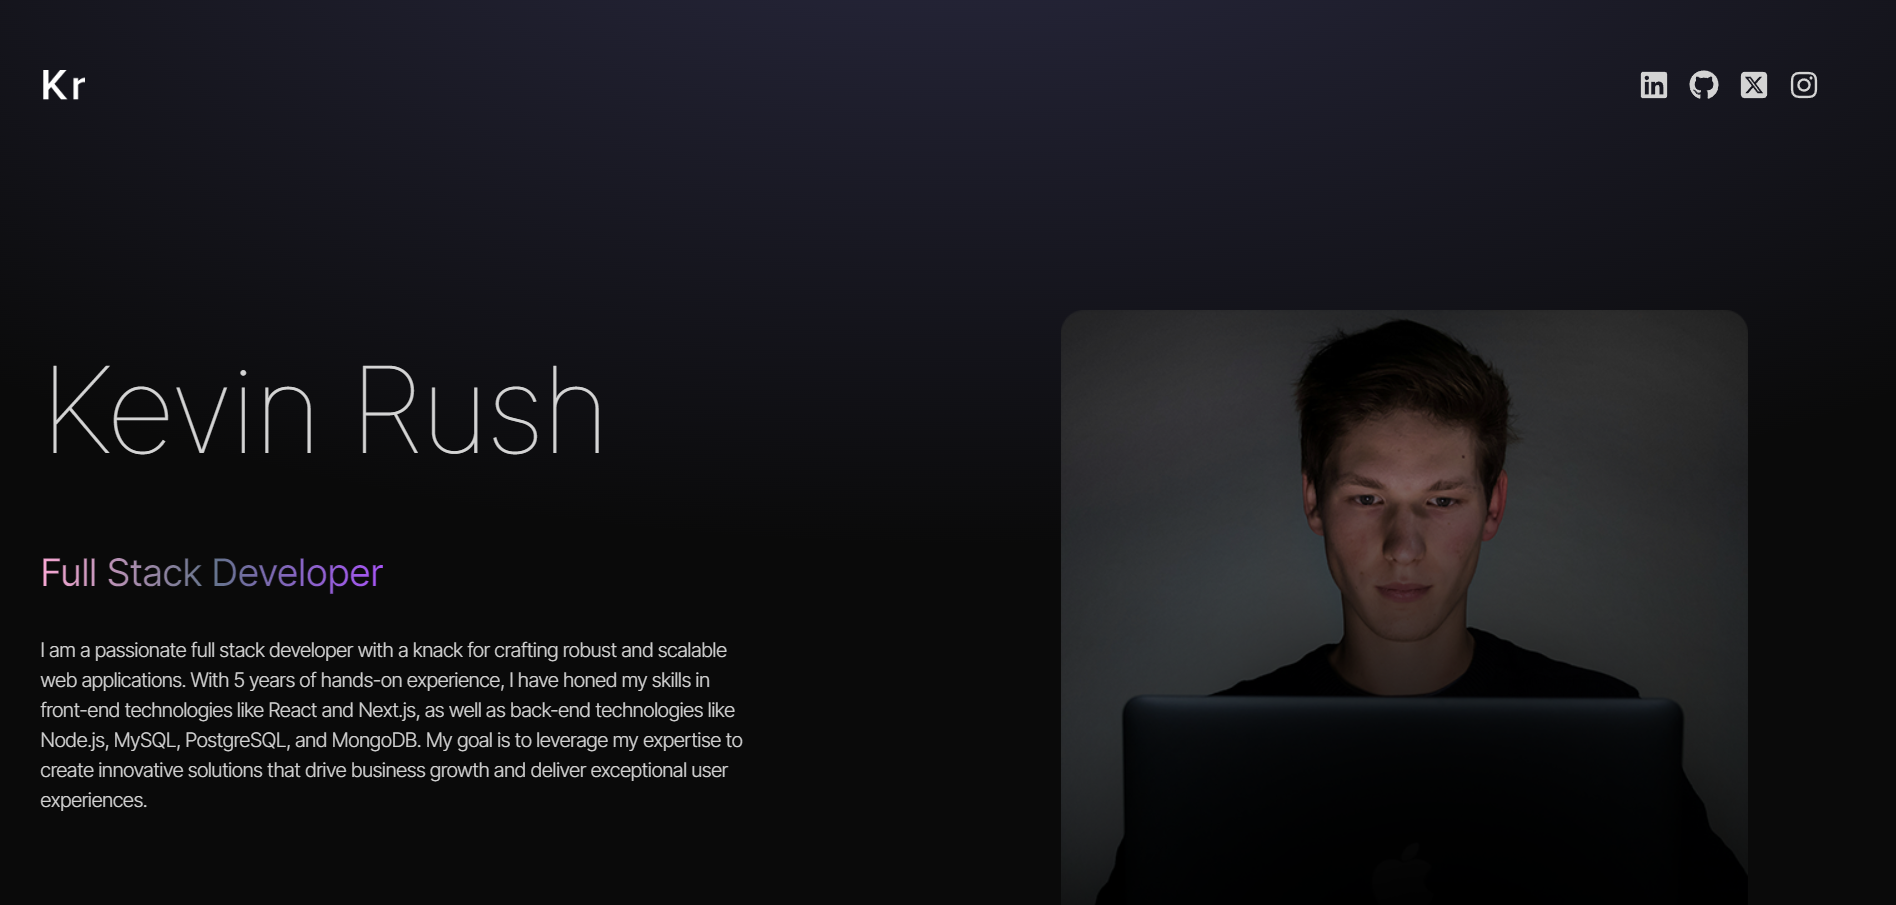 Kr
Kevin Rush
Full Stack Developer
I am a passionate full stack developer with a knack for crafting robust and scalable
web applications. With 5 years of hands-on experience, I have honed my skills in
front-end technologies like React and Next.js, as well as back-end technologies like
Node.js, MySQL, PostgreSQL, and MongoDB. My goal is to leverage my expertise to
create innovative solutions that drive business growth and deliver exceptional user
experiences.